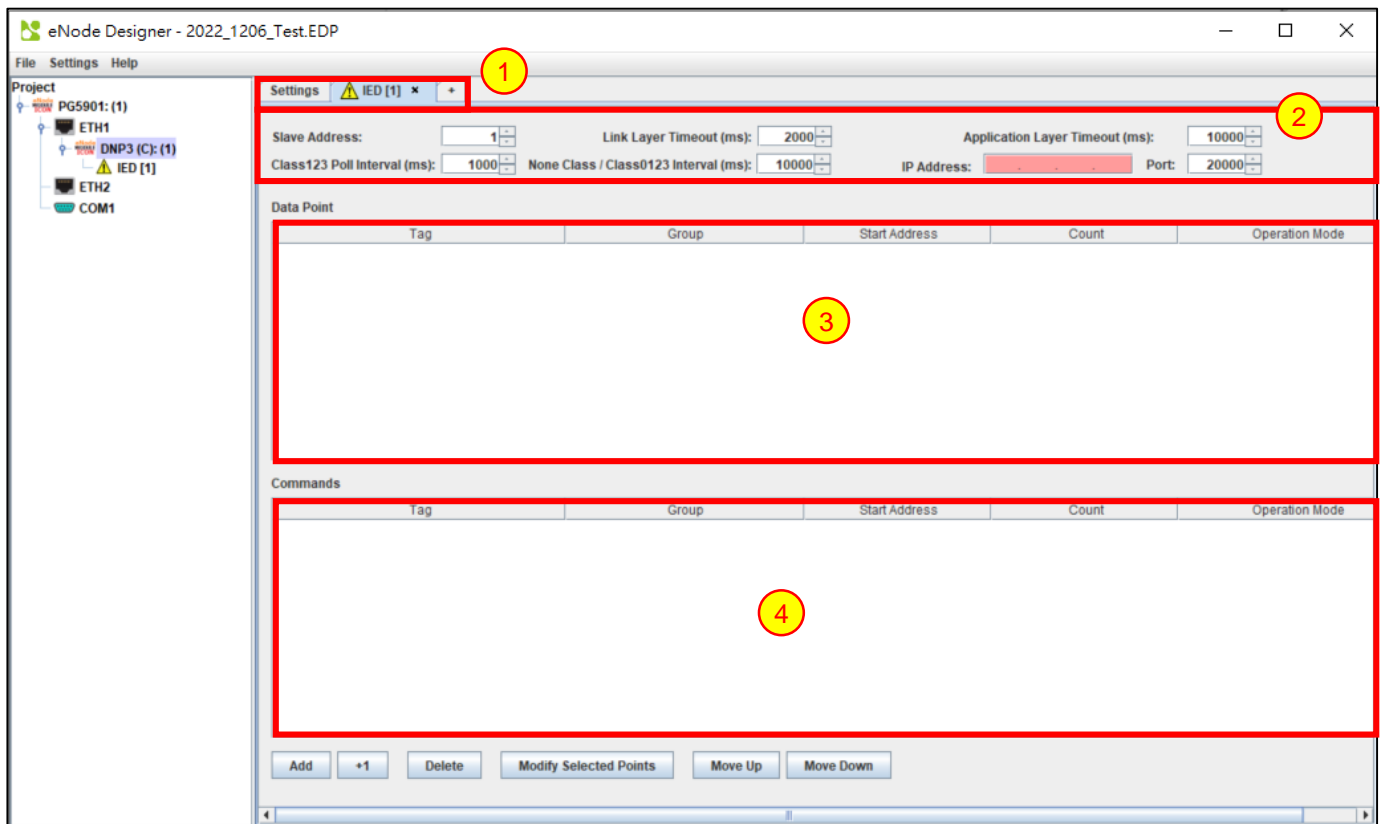 eNode Designer - 2022_1206_Test.EDP
File Settings Help
1
Project
PG5901: (1)
ETH1
DNP3 (C): (1)
IED [1]
ETH2
COM1
Settings IED [1] × +
2
Slave Address: 1 Link Layer Timeout (ms): 2000 Application Layer Timeout (ms): 10000
Class123 Poll Interval (ms): 1000 None Class / Class0123 Interval (ms): 10000 IP Address: . . . Port: 20000
Data Point
Tag Group Start Address Count Operation Mode
3
Commands
Tag Group Start Address Count Operation Mode
4
Add +1 Delete Modify Selected Points Move Up Move Down